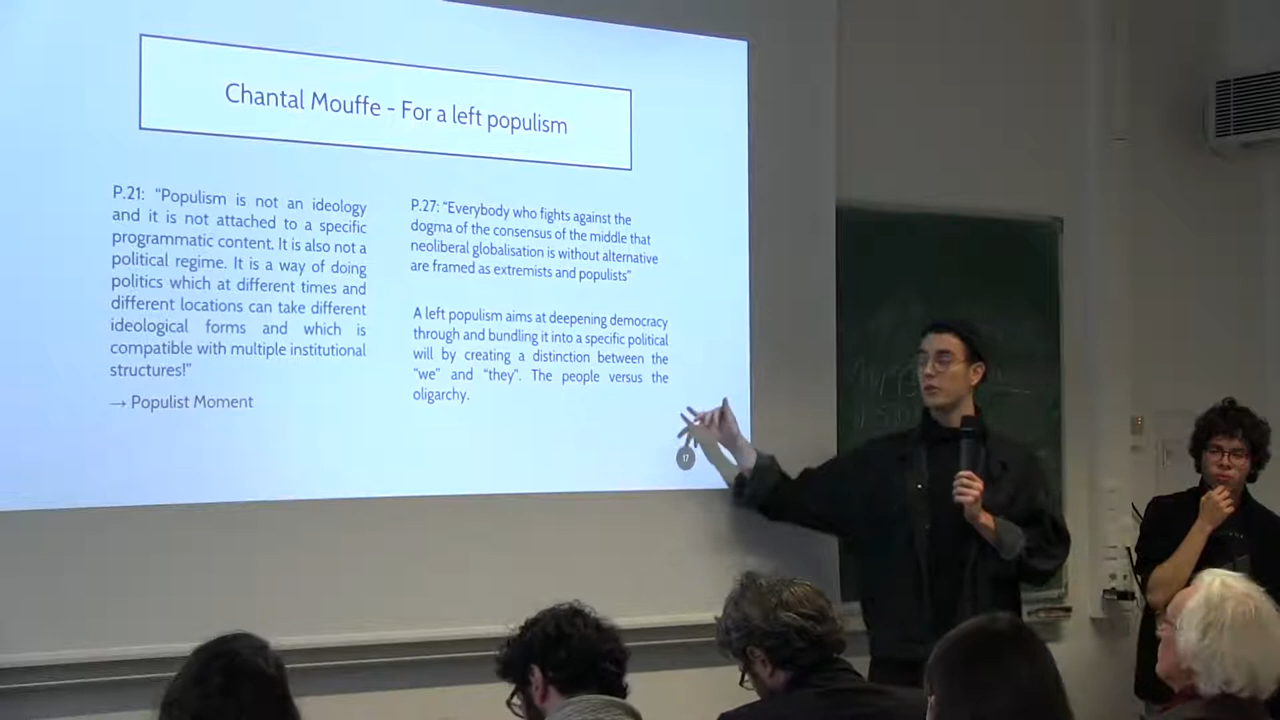 Chantal Mouffe - For a left populism
P.21: “Populism is not an ideology
and it is not attached to a specific
programmatic content. It is also not a
political regime. It is a way of doing
politics which at different times and
different locations can take different
ideological forms and which is
compatible with multiple institutional
structures!”
→ Populist Moment
P.27: “Everybody who fights against the
dogma of the consensus of the middle that
neoliberal globalisation is without alternative
are framed as extremists and populists”
A left populism aims at deepening democracy
through and bundling it into a specific political
will by creating a distinction between the
“we” and “they”. The people versus the
oligarchy.
17